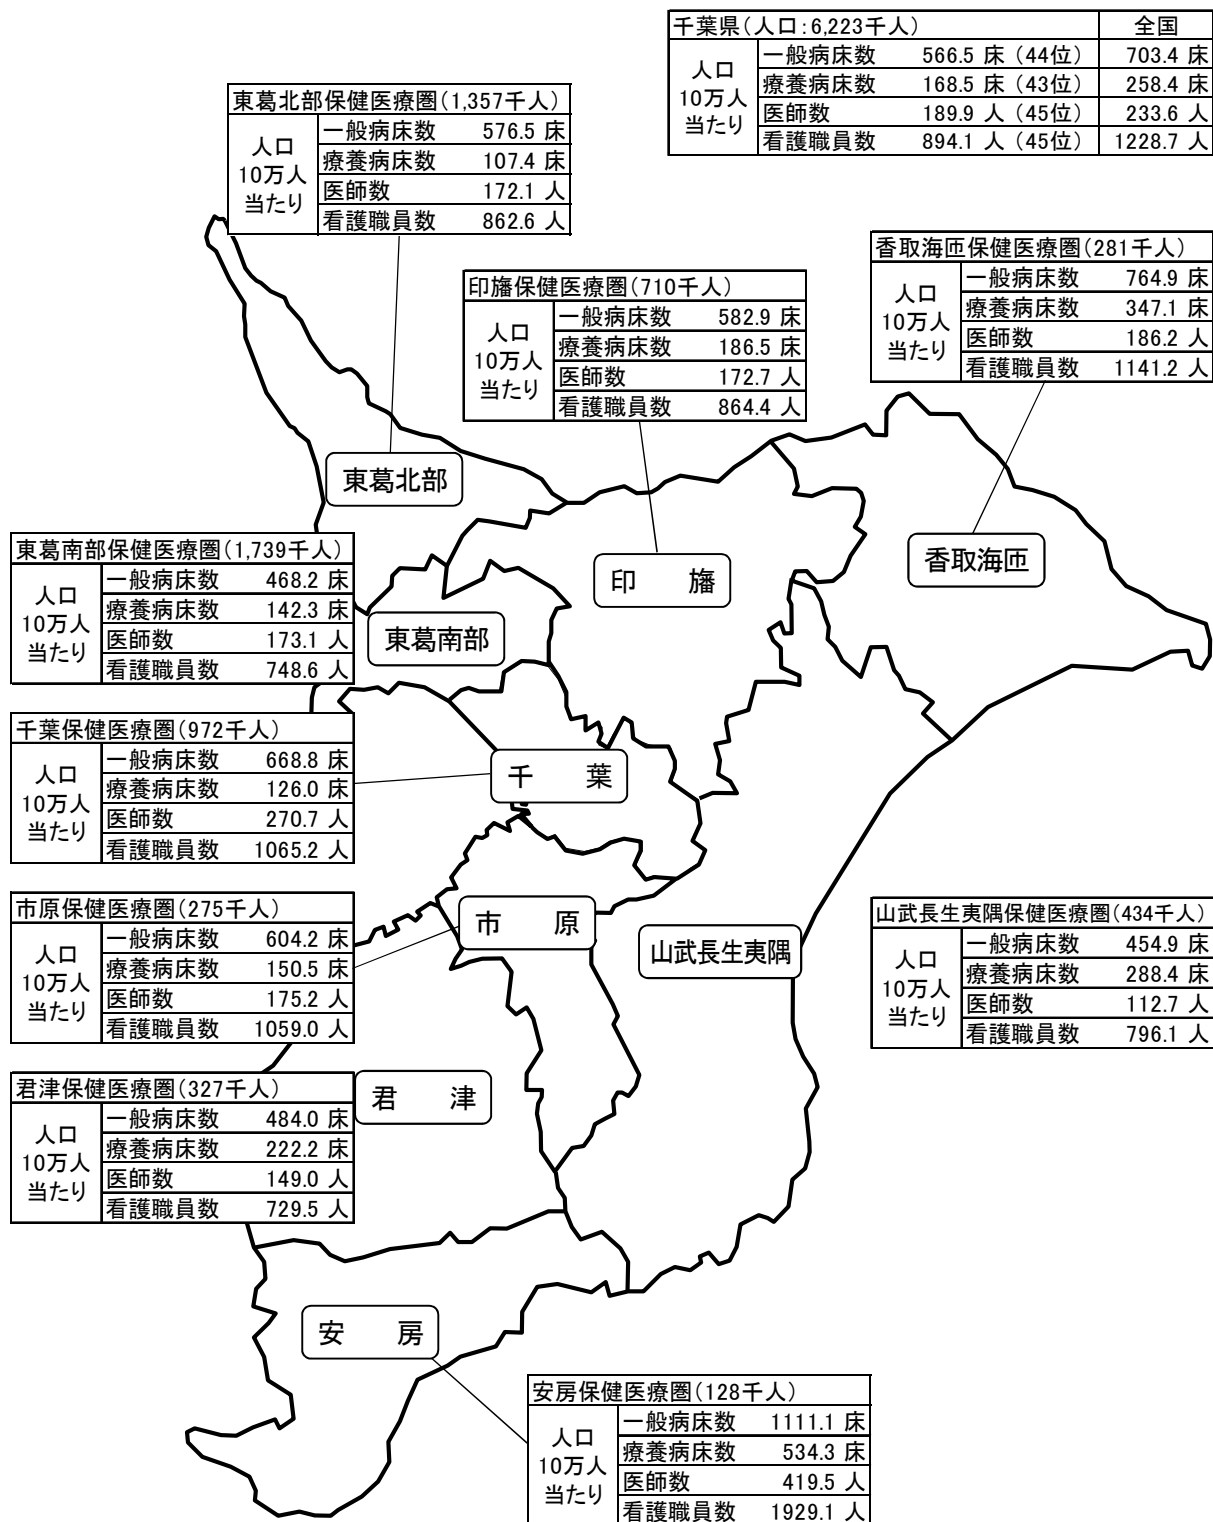 千葉県(人口:6,223千人) 全国
人口10万人当たり
一般病床数 566.5 床 (44位) 703.4 床
療養病床数 168.5 床 (43位) 258.4 床
医師数 189.9 人 (45位) 233.6 人
看護職員数 894.1 人 (45位) 1228.7 人
東葛北部保健医療圏(1,357千人)
人口10万人当たり
一般病床数 576.5 床
療養病床数 107.4 床
医師数 172.1 人
看護職員数 862.6 人
香取海匝保健医療圏(281千人)
人口10万人当たり
一般病床数 764.9 床
療養病床数 347.1 床
医師数 186.2 人
看護職員数 1141.2 人
印旛保健医療圏(710千人)
人口10万人当たり
一般病床数 582.9 床
療養病床数 186.5 床
医師数 172.7 人
看護職員数 864.4 人
東葛北部
香取海匝
印 旛
東葛南部保健医療圏(1,739千人)
人口10万人当たり
一般病床数 468.2 床
療養病床数 142.3 床
医師数 173.1 人
看護職員数 748.6 人
東葛南部
千葉保健医療圏(972千人)
人口10万人当たり
一般病床数 668.8 床
療養病床数 126.0 床
医師数 270.7 人
看護職員数 1065.2 人
千 葉
市原保健医療圏(275千人)
人口10万人当たり
一般病床数 604.2 床
療養病床数 150.5 床
医師数 175.2 人
看護職員数 1059.0 人
市 原
山武長生夷隅
山武長生夷隅保健医療圏(434千人)
人口10万人当たり
一般病床数 454.9 床
療養病床数 288.4 床
医師数 112.7 人
看護職員数 796.1 人
君津保健医療圏(327千人)
人口10万人当たり
一般病床数 484.0 床
療養病床数 222.2 床
医師数 149.0 人
看護職員数 729.5 人
君 津
安 房
安房保健医療圏(128千人)
人口10万人当たり
一般病床数 1111.1 床
療養病床数 534.3 床
医師数 419.5 人
看護職員数 1929.1 人